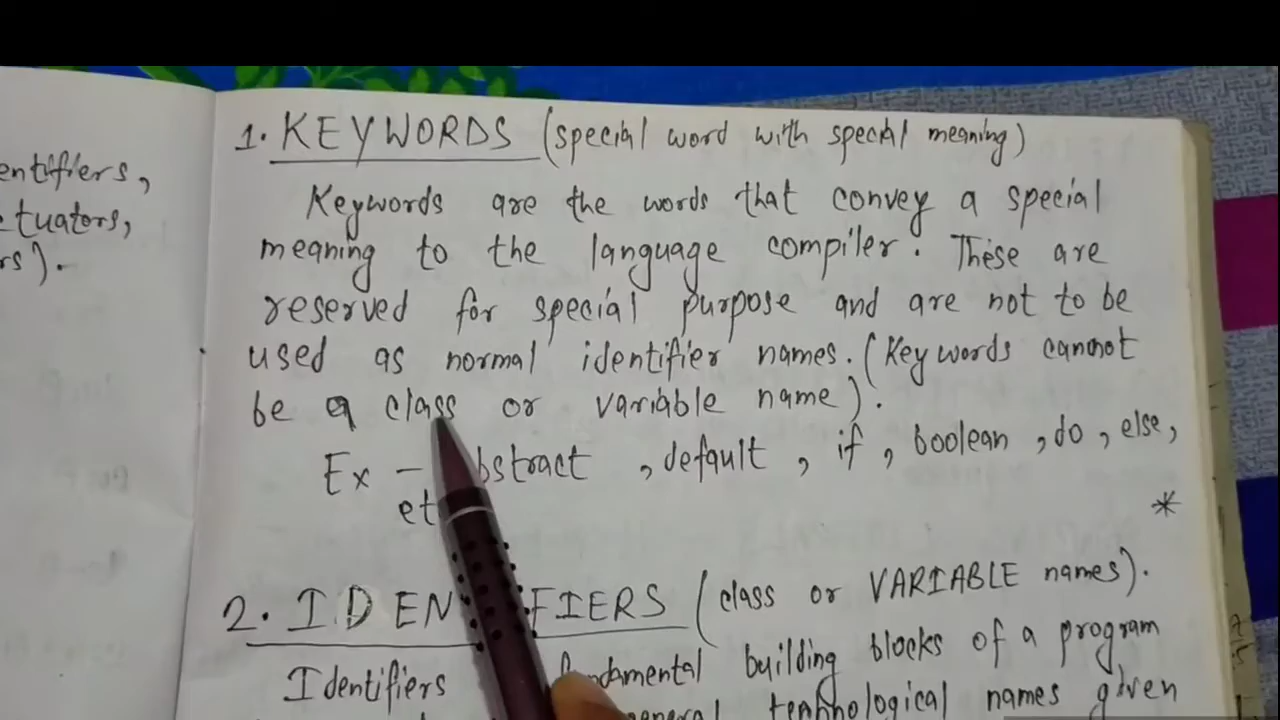 entifiers,
tuators,
rs).
1. KEYWORDS (special word with special meaning)
Keywords are the words that convey a special
meaning to the language compiler. These are
reserved for special purpose and are not to be
used as normal identifier names. (Keywords cannot
be a class or variable name).
Ex - bstract, default, if, boolean, do, else,
et
*
2. IDEN FIERS (class or VARIABLE names).
Identifiers fundamental building blocks of a program
general names given